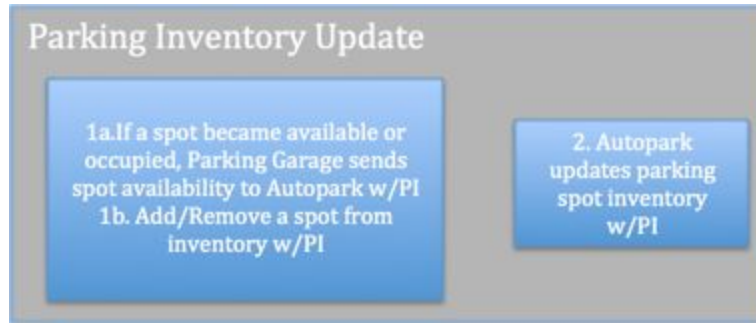 Parking Inventory Update
1a.If a spot became available or
occupied, Parking Garage sends
spot availability to Autopark w/PI
1b. Add/Remove a spot from
inventory w/PI
2. Autopark
updates parking
spot inventory
w/PI